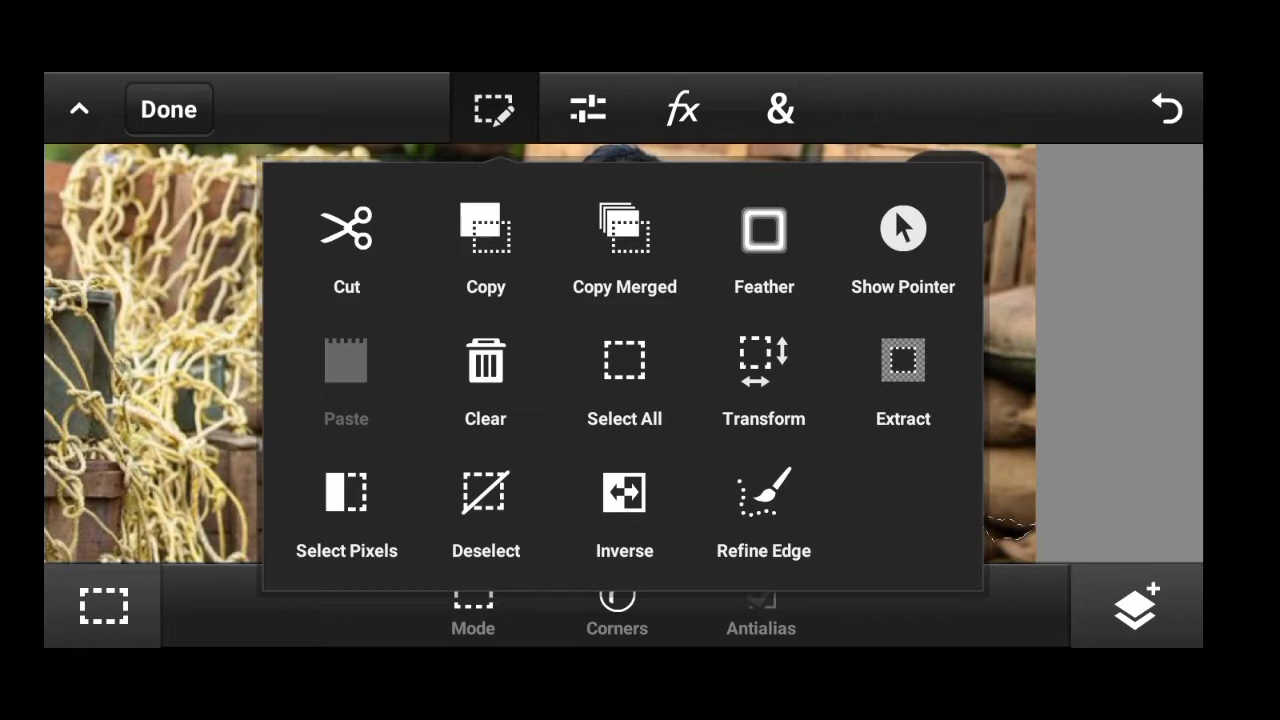 Done
fx
&
Cut
Copy
Copy Merged
Feather
Show Pointer
Paste
Clear
Select All
Transform
Extract
Select Pixels
Deselect
Inverse
Refine Edge
Mode
Corners
Antialias